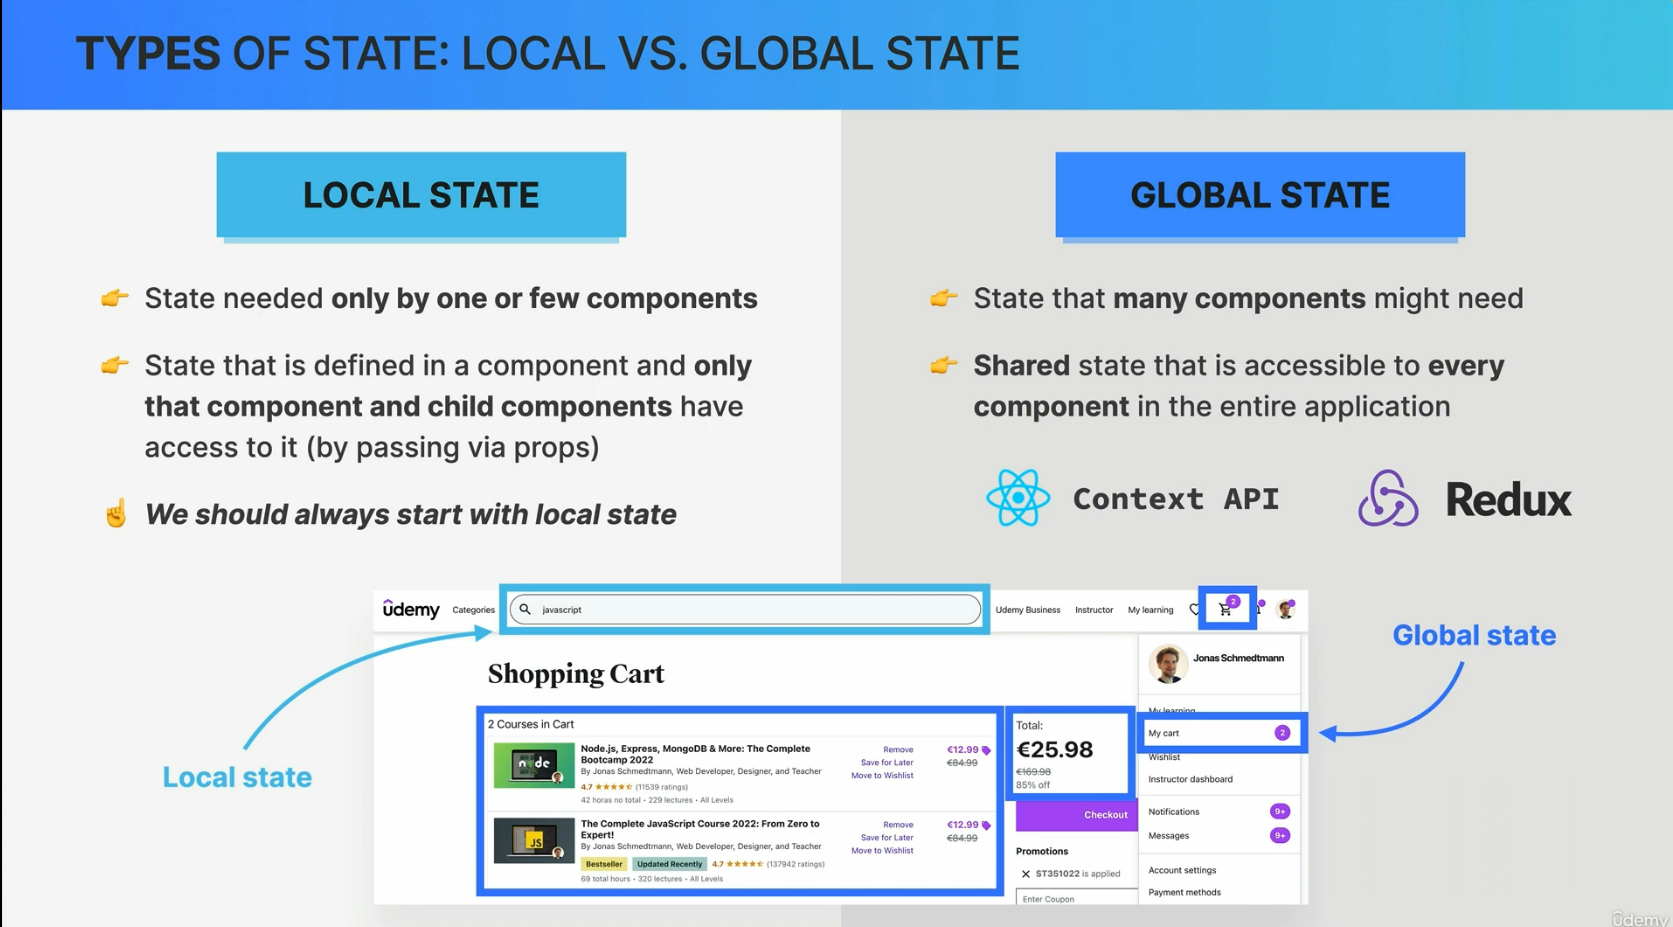 TYPES OF STATE: LOCAL VS. GLOBAL STATE
LOCAL STATE
State needed only by one or few components
State that is defined in a component and only
that component and child components have
access to it (by passing via props)
We should always start with local state
GLOBAL STATE
State that many components might need
Shared state that is accessible to every
component in the entire application
Context API
Redux
Local state
Global state
udemy
Categories
javascript
Udemy Business
Instructor
My learning
2
Shopping Cart
2 Courses in Cart
node
Node.js, Express, MongoDB & More: The Complete
Bootcamp 2022
By Jonas Schmedtmann, Web Developer, Designer, and Teacher
4.7 (11539 ratings)
42 horas no total • 229 lectures • All Levels
Remove
Save for Later
Move to Wishlist
€12.99
€84.99
JS
The Complete JavaScript Course 2022: From Zero to
Expert!
By Jonas Schmedtmann, Web Developer, Designer, and Teacher
Bestseller Updated Recently 4.7 (137942 ratings)
69 total hours • 320 lectures • All Levels
Remove
Save for Later
Move to Wishlist
€12.99
€84.99
Total:
€25.98
€169.98
85% off
Checkout
Promotions
ST351022 is applied
Enter Coupon
Jonas Schmedtmann
My learning
My cart 2
Wishlist
Instructor dashboard
Notifications 9+
Messages 9+
Account settings
Payment methods
udemy